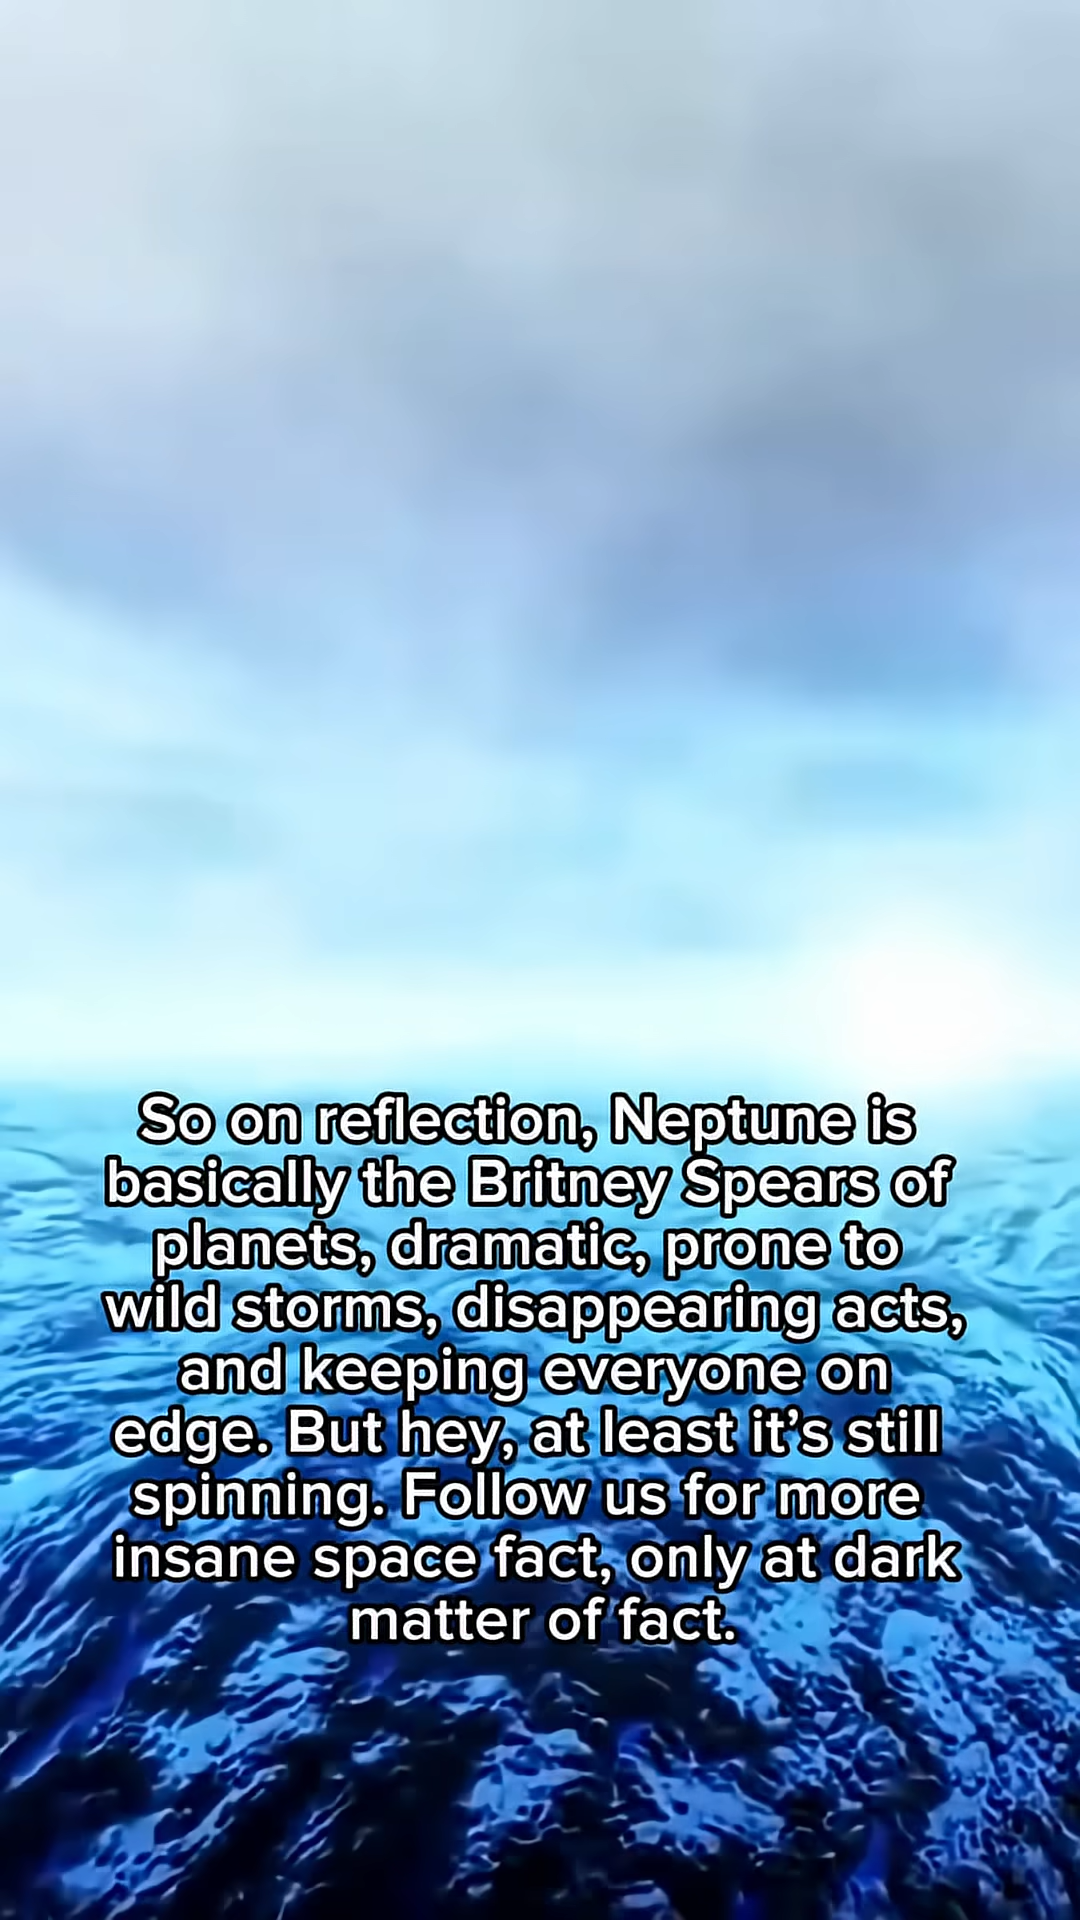 So on reflection, Neptune is
basically the Britney Spears of
planets, dramatic, prone to
wild storms, disappearing acts,
and keeping everyone on
edge. But hey, at least it’s still
spinning. Follow us for more
insane space fact, only at dark
matter of fact.